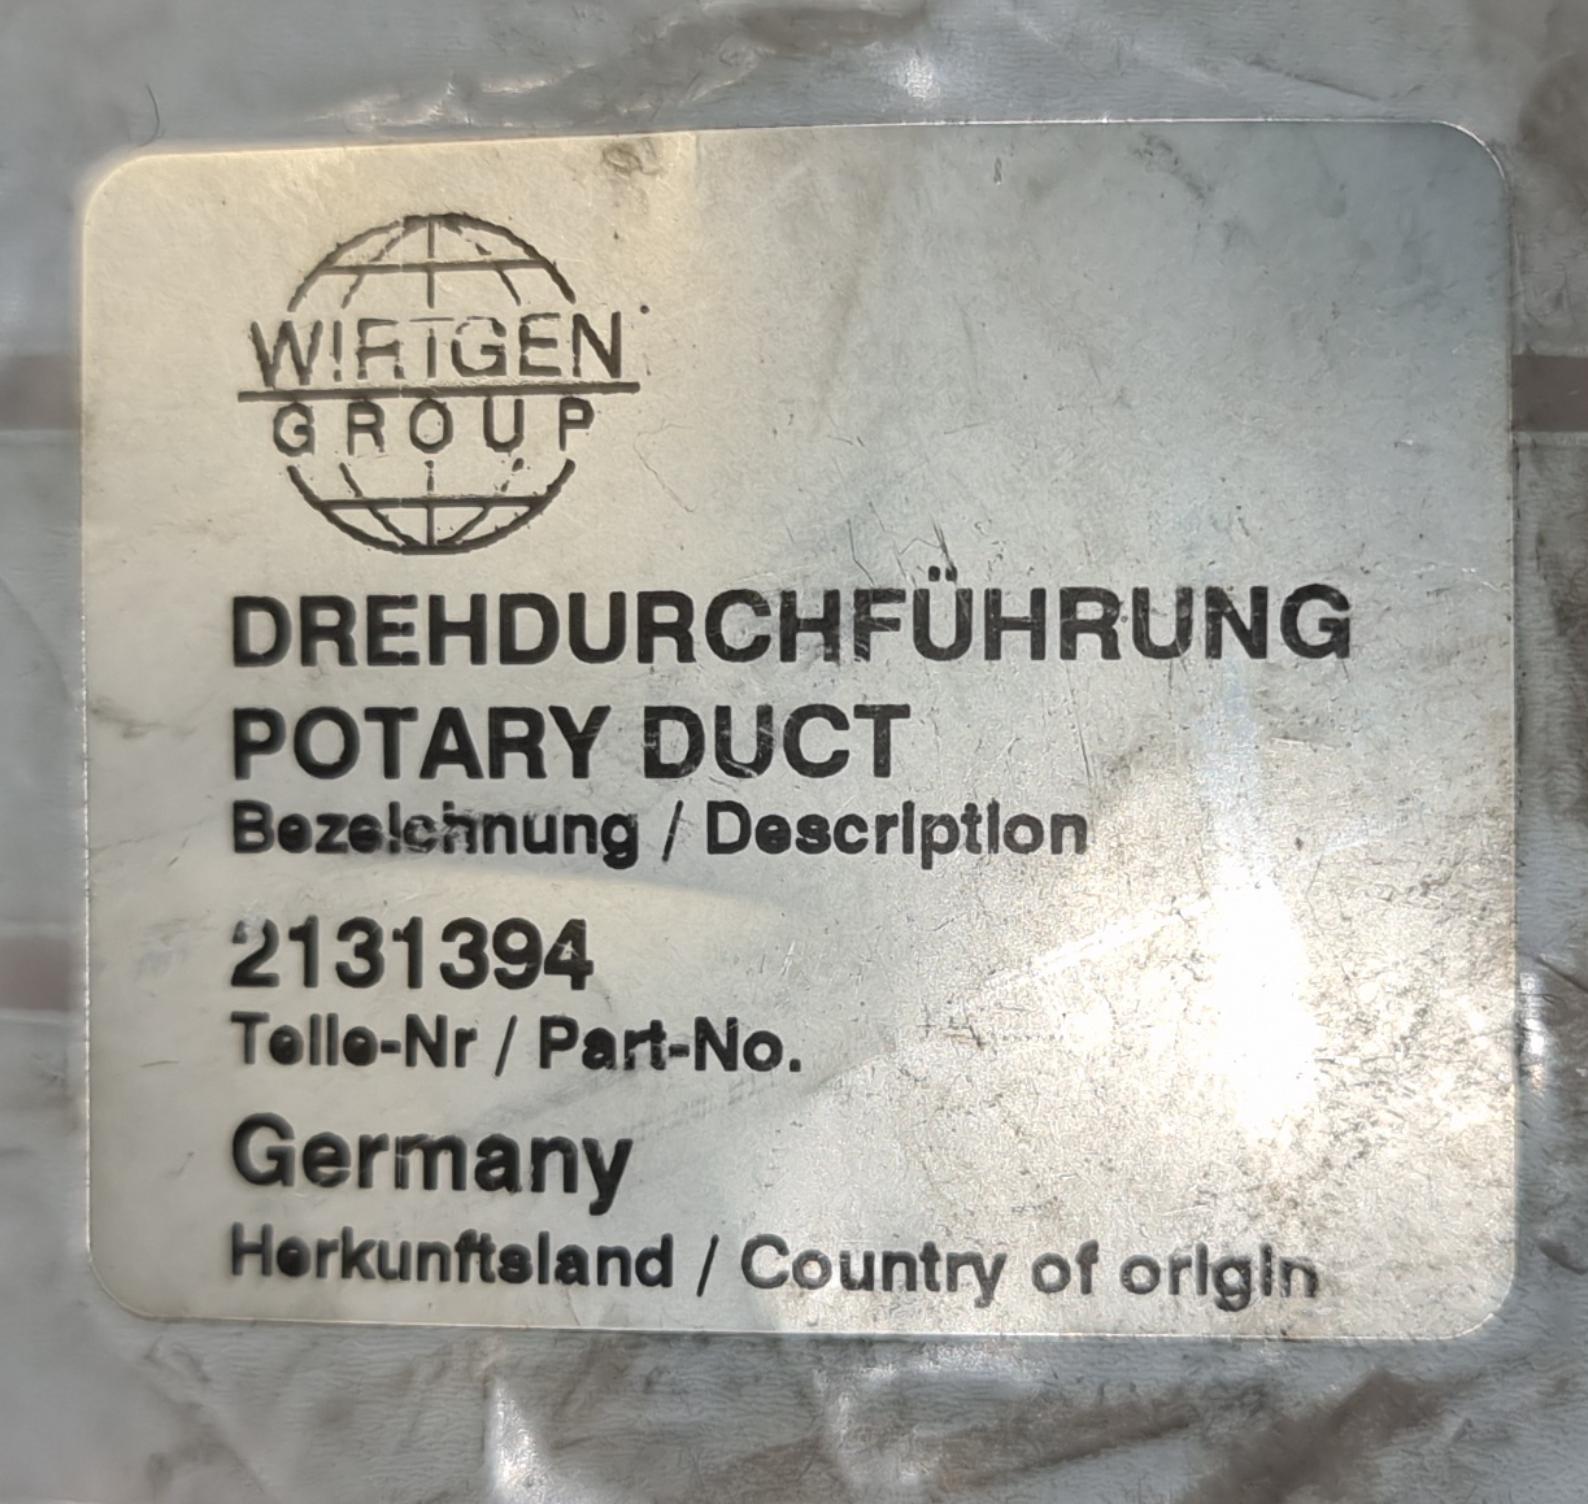 WIRTGEN
GROUP
DREHDURCHFÜHRUNG
POTARY DUCT
Bezeichnung / Description
2131394
Teile-Nr / Part-No.
Germany
Herkunftsland / Country of origin